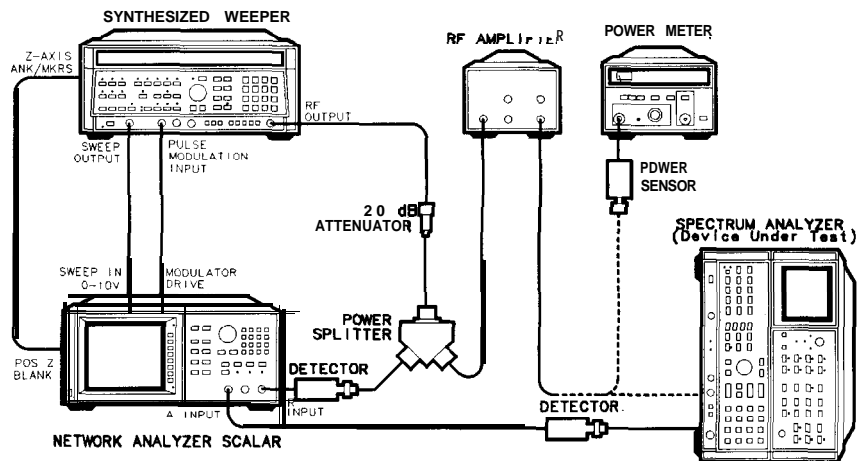 SYNTHESIZED WEEPER
Z-AXIS
ANK/MKRS
RF AMPLIFIER
POWER METER
RF
OUTPUT
SWEEP
OUTPUT
PULSE
MODULATION
INPUT
PDWER
SENSOR
20 dB
ATTENUATOR
SPECTRUM ANALYZER
(Device Under Test)
SWEEP IN
0-10V
MODULATOR
DRIVE
POWER
SPLITTER
POS Z
BLANK
DETECTOR
A INPUT
R
INPUT
DETECTOR.
NETWORK ANALYZER SCALAR